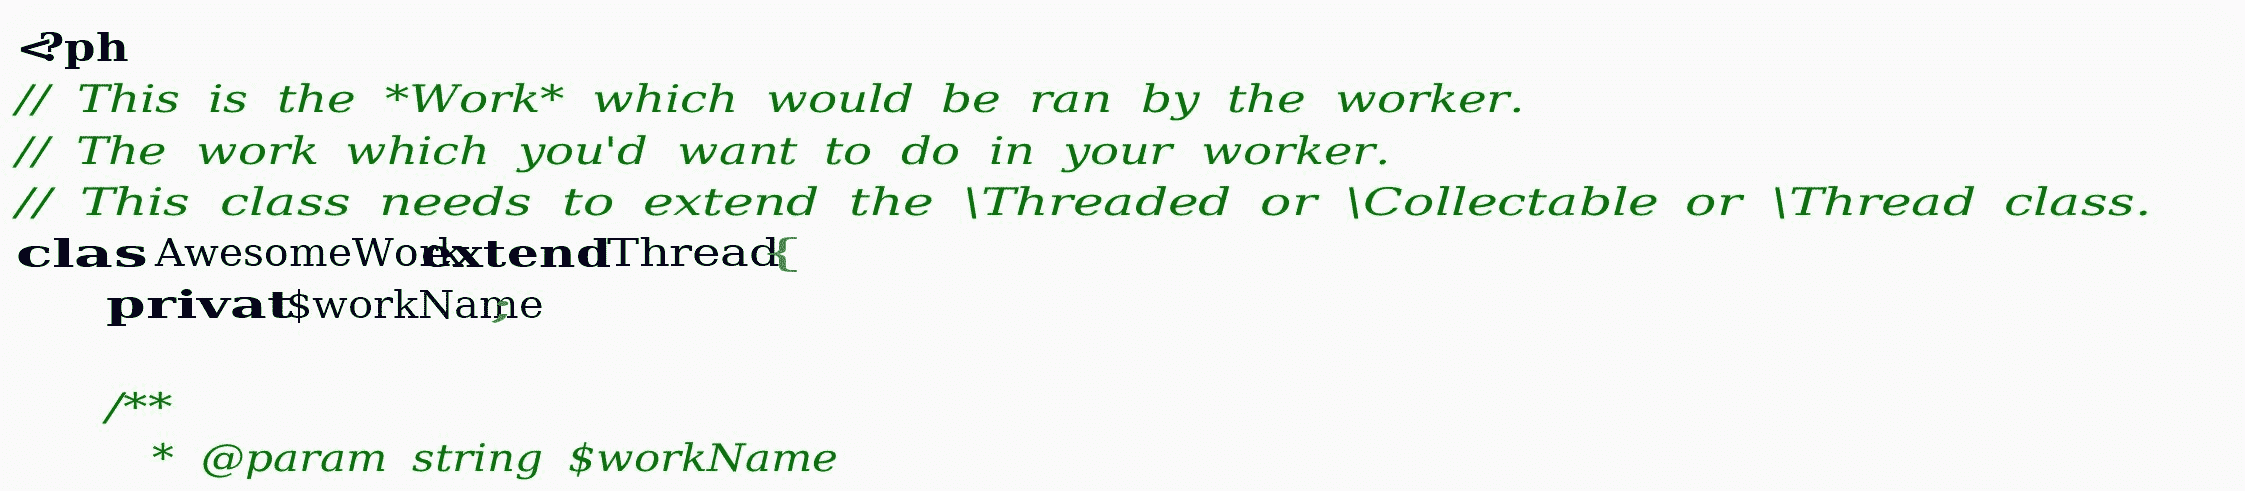 <?ph
// This is the *Work* which would be ran by the worker.
// The work which you'd want to do in your worker.
// This class needs to extend the \Threaded or \Collectable or \Thread class.
clas AwesomeWork extend Thread {
privat $workName;
/**
* @param string $workName